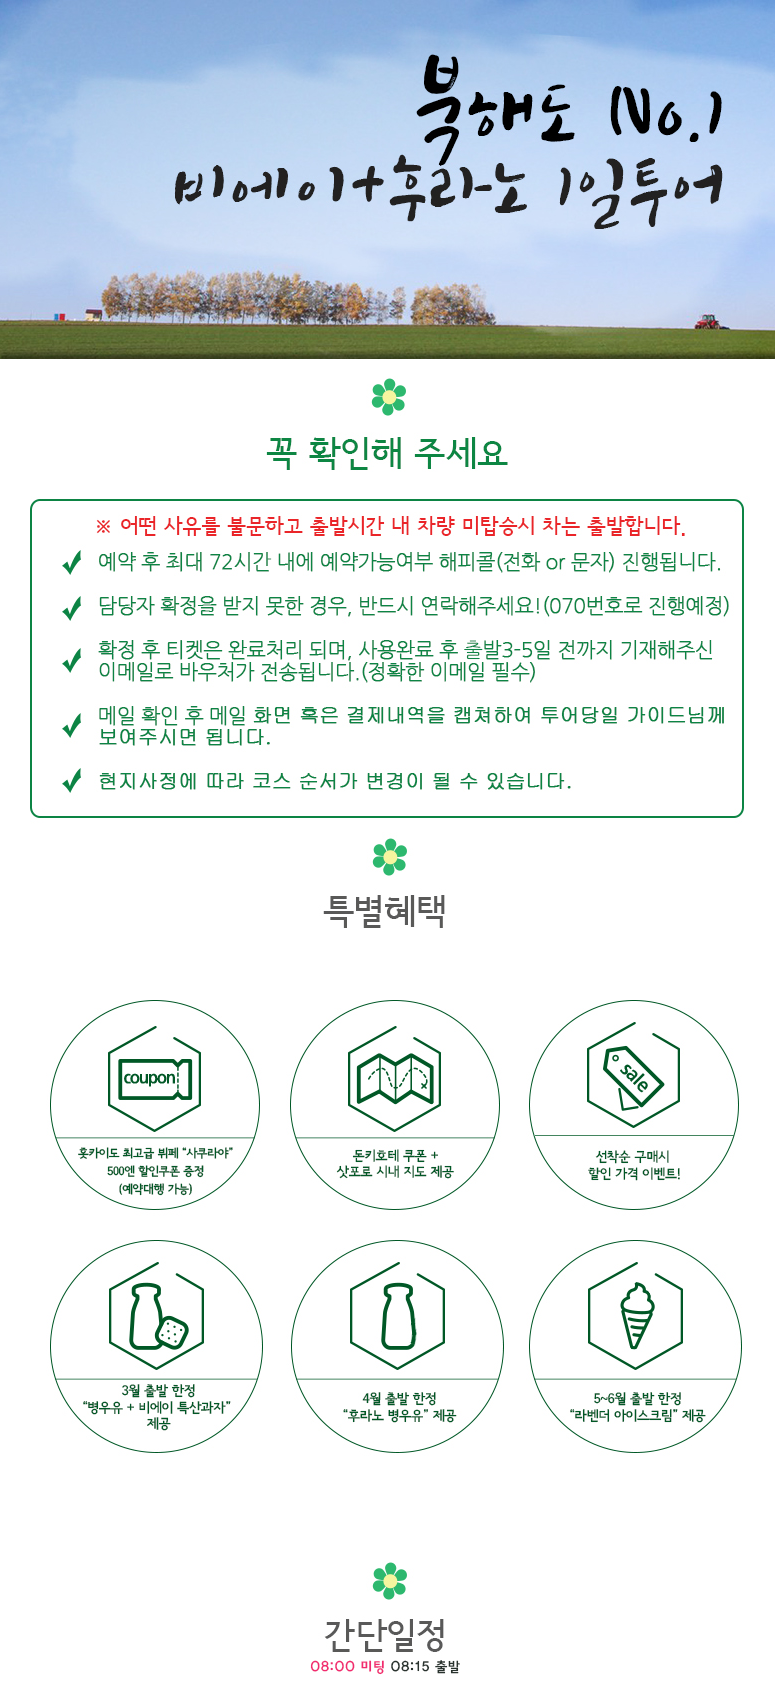 북해도 No.1
비에이+후라노 1일투어
꼭 확인해 주세요
※ 어떤 사유를 불문하고 출발시간 내 차량 미탑승시 차는 출발합니다.
예약 후 최대 72시간 내에 예약가능여부 해피콜(전화 or 문자) 진행됩니다.
담당자 확정을 받지 못한 경우, 반드시 연락해주세요!(070번호로 진행예정)
확정 후 티켓은 완료처리 되며, 사용완료 후 출발3-5일 전까지 기재해주신
이메일로 바우처가 전송됩니다.(정확한 이메일 필수)
메일 확인 후 메일 화면 혹은 결제내역을 캡쳐하여 투어당일 가이드님께
보여주시면 됩니다.
현지사정에 따라 코스 순서가 변경이 될 수 있습니다.
특별혜택
coupon
홋카이도 최고급 뷔페 "사쿠라야"
500엔 할인쿠폰 증정
(예약대행 가능)
돈키호테 쿠폰 +
삿포로 시내 지도 제공
sale
선착순 구매시
할인 가격 이벤트!
3월 출발 한정
"병우유 + 비에이 특산과자"
제공
4월 출발 한정
"후라노 병우유" 제공
5~6월 출발 한정
"라벤더 아이스크림" 제공
간단일정
08:00 미팅 08:15 출발